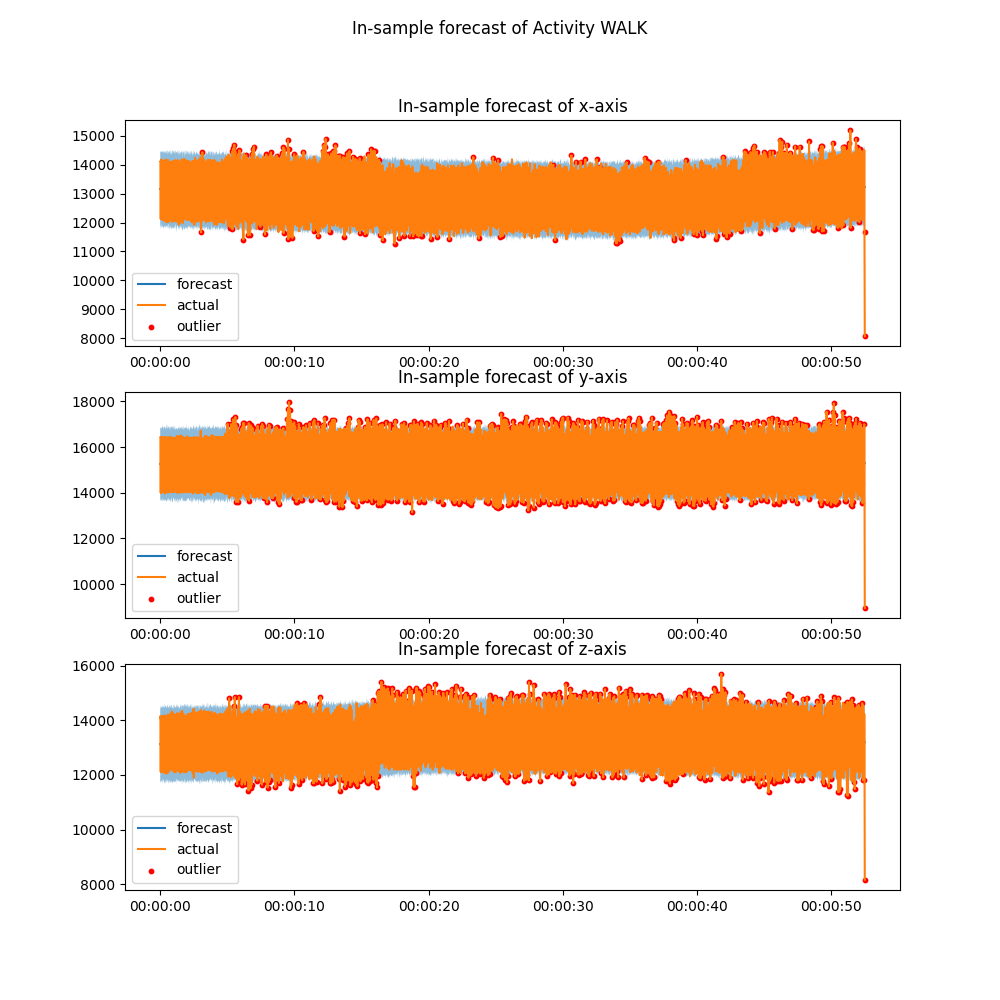 In-sample forecast of Activity WALK
In-sample forecast of x-axis
15000
14000
13000
12000
11000
10000
9000
8000
forecast
actual
outlier
00:00:00 00:00:10 00:00:20 00:00:30 00:00:40 00:00:50
In-sample forecast of y-axis
18000
16000
14000
12000
10000
forecast
actual
outlier
00:00:00 00:00:10 00:00:20 00:00:30 00:00:40 00:00:50
In-sample forecast of z-axis
16000
14000
12000
10000
8000
forecast
actual
outlier
00:00:00 00:00:10 00:00:20 00:00:30 00:00:40 00:00:50